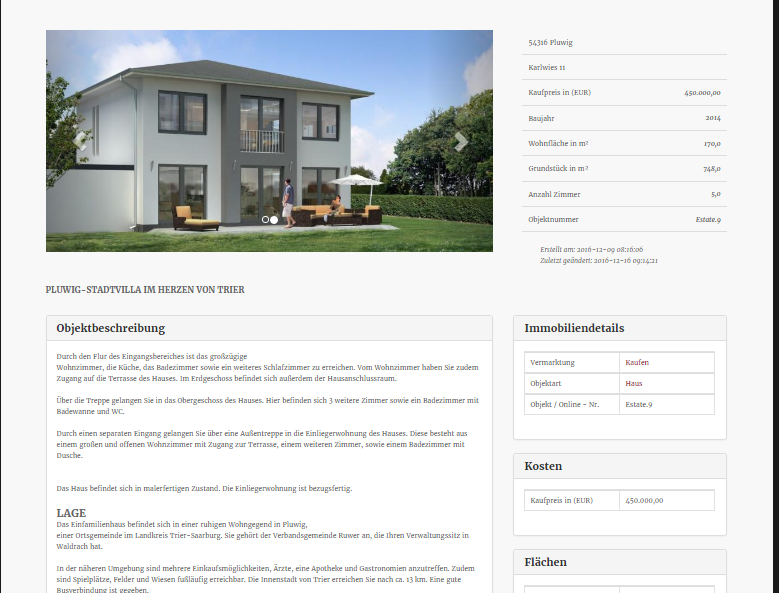 54316 Pluwig
Karlwies 11
Kaufpreis in (EUR) 450.000,00
Baujahr 2014
Wohnfläche in m² 170,0
Grundstück in m² 748,0
Anzahl Zimmer 5,0
Objektnummer Estate.9
Erstellt am: 2016-12-09 08:16:06
Zuletzt geändert: 2016-12-16 09:14:21
PLUWIG-STADTVILLA IM HERZEN VON TRIER
Objektbeschreibung
Durch den Flur des Eingangsbereiches ist das großzügige
Wohnzimmer, die Küche, das Badezimmer sowie ein weiteres Schlafzimmer zu erreichen. Vom Wohnzimmer haben Sie zudem
Zugang auf die Terrasse des Hauses. Im Erdgeschoss befindet sich außerdem der Hausanschlussraum.
Über die Treppe gelangen Sie in das Obergeschoss des Hauses. Hier befinden sich 3 weitere Zimmer sowie ein Badezimmer mit
Badewanne und WC.
Durch einen separaten Eingang gelangen Sie über eine Außentreppe in die Einliegerwohnung des Hauses. Diese besteht aus
einem großen und offenen Wohnzimmer mit Zugang zur Terrasse, einem weiteren Zimmer, sowie einem Badezimmer mit
Dusche.
Das Haus befindet sich in malerfertigen Zustand. Die Einliegerwohnung ist bezugsfertig.
LAGE
Das Einfamilienhaus befindet sich in einer ruhigen Wohngegend in Pluwig,
einer Ortsgemeinde im Landkreis Trier-Saarburg. Sie gehört der Verbandsgemeinde Ruwer an, die Ihren Verwaltungssitz in
Waldrach hat.
In der näheren Umgebung sind mehrere Einkaufsmöglichkeiten, Ärzte, eine Apotheke und Gastronomien anzutreffen. Zudem
sind Spielplätze, Felder und Wiesen fußläufig erreichbar. Die Innenstadt von Trier erreichen Sie nach ca. 13 km. Eine gute
Busverbindung ist gegeben.
Immobiliendetails
Vermarktung Kaufen
Objektart Haus
Objekt / Online - Nr. Estate.9
Kosten
Kaufpreis in (EUR) 450.000,00
Flächen